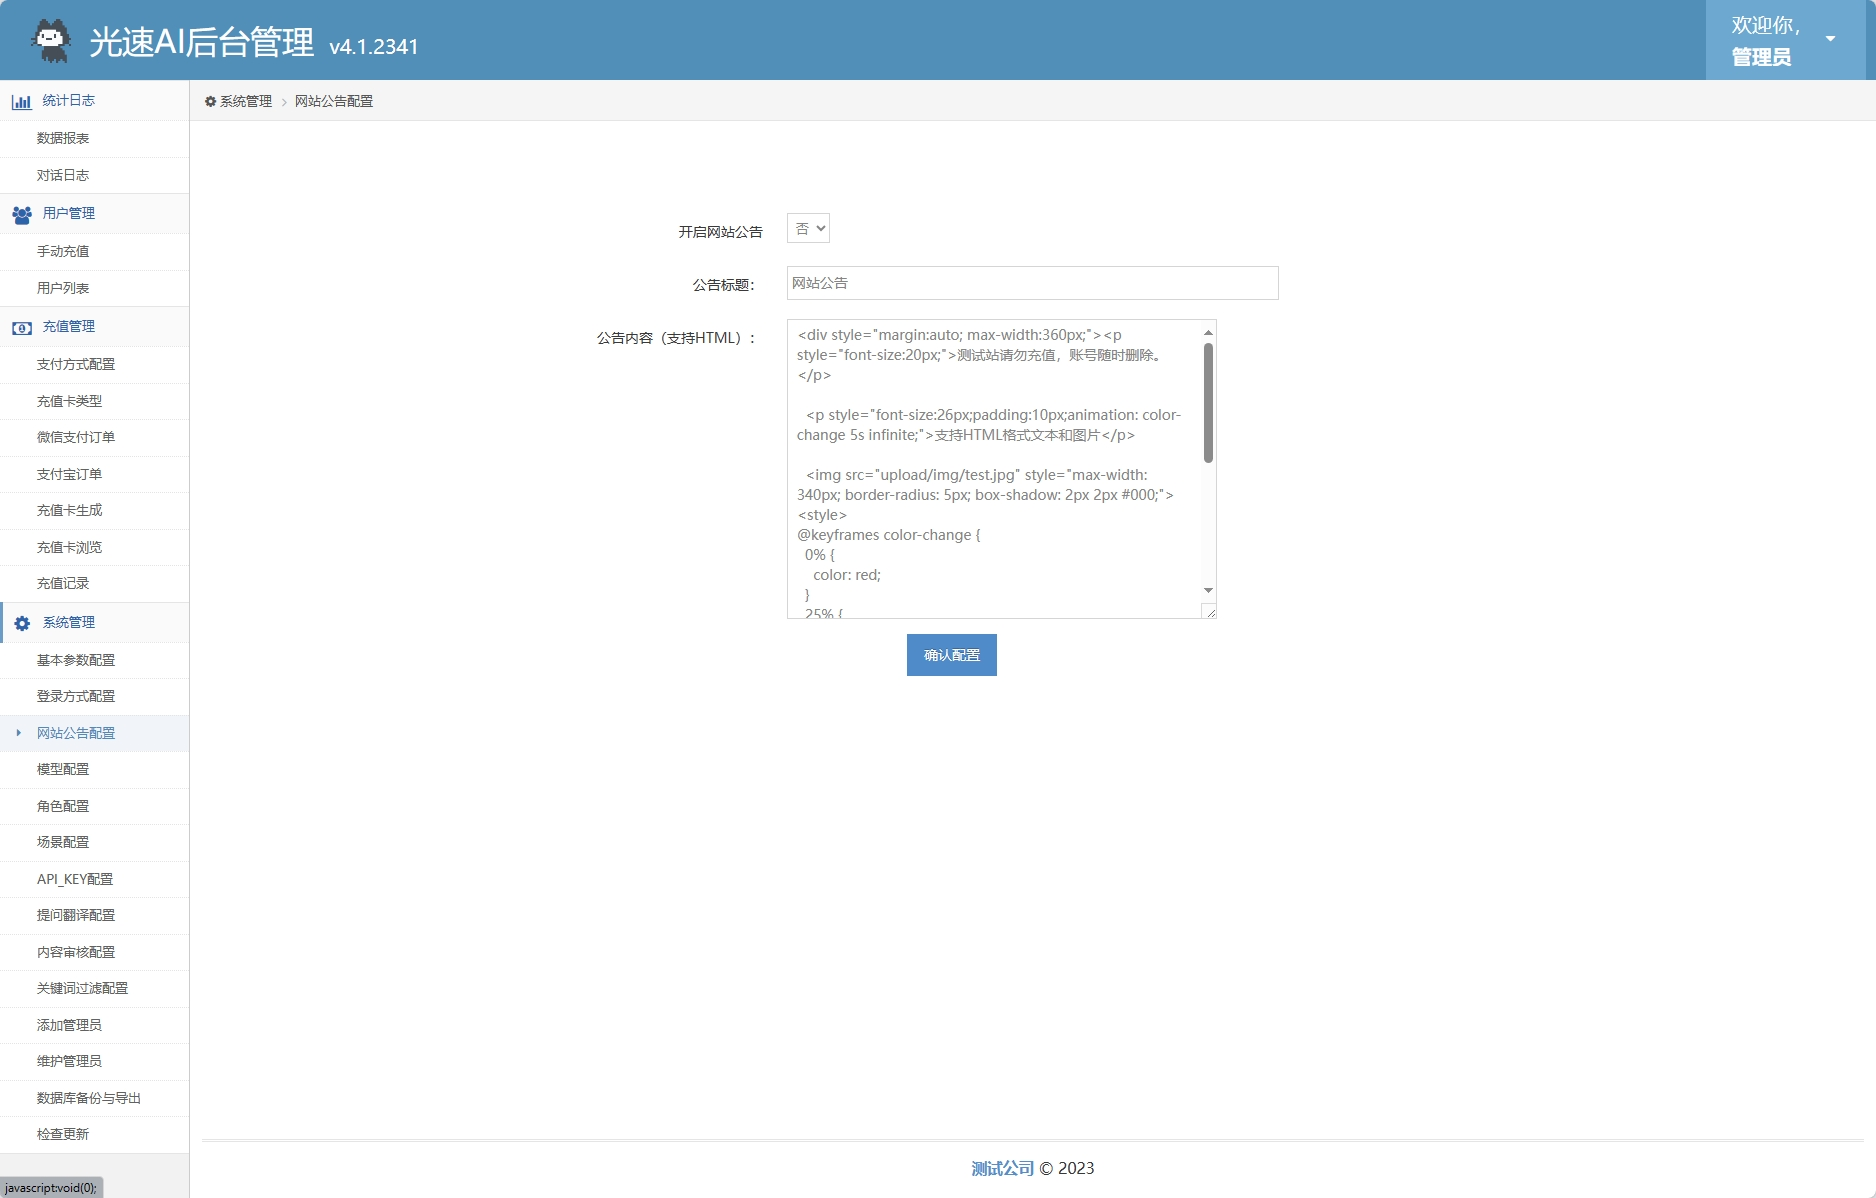 光速AI后台管理 v4.1.2341
欢迎你,
管理员
统计日志
数据报表
对话日志
用户管理
手动充值
用户列表
充值管理
支付方式配置
充值卡类型
微信支付订单
支付宝订单
充值卡生成
充值卡浏览
充值记录
系统管理
基本参数配置
登录方式配置
网站公告配置
模型配置
角色配置
场景配置
API_KEY配置
提问翻译配置
内容审核配置
关键词过滤配置
添加管理员
维护管理员
数据库备份与导出
检查更新
系统管理 > 网站公告配置
开启网站公告 否
公告标题： 网站公告
公告内容（支持HTML）：
<div style="margin:auto; max-width:360px;"><p
style="font-size:20px;">测试站请勿充值，账号随时删除。
</p>
<p style="font-size:26px;padding:10px;animation: color-
change 5s infinite;">支持HTML格式文本和图片</p>
<img src="upload/img/test.jpg" style="max-width:
340px; border-radius: 5px; box-shadow: 2px 2px #000;">
<style>
@keyframes color-change {
0% {
color: red;
}
25% {
确认配置
测试公司 © 2023
javascript:void(0);